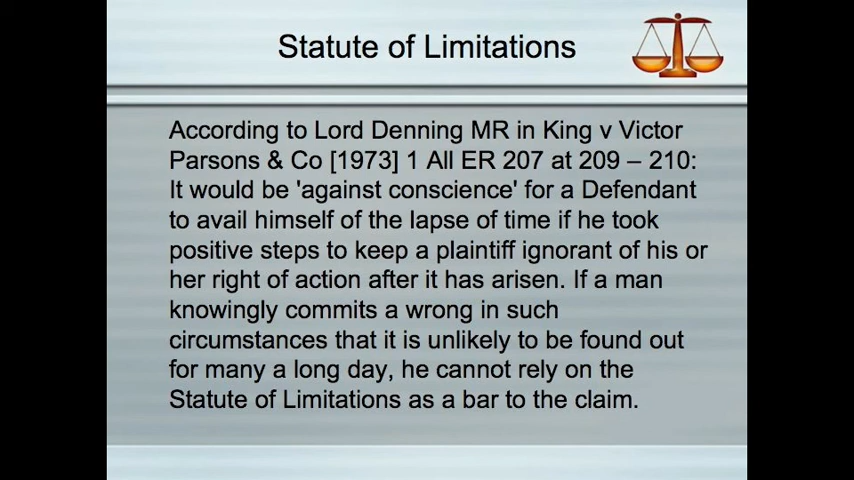 Statute of Limitations
According to Lord Denning MR in King v Victor
Parsons & Co [1973] 1 All ER 207 at 209 – 210:
It would be 'against conscience' for a Defendant
to avail himself of the lapse of time if he took
positive steps to keep a plaintiff ignorant of his or
her right of action after it has arisen. If a man
knowingly commits a wrong in such
circumstances that it is unlikely to be found out
for many a long day, he cannot rely on the
Statute of Limitations as a bar to the claim.